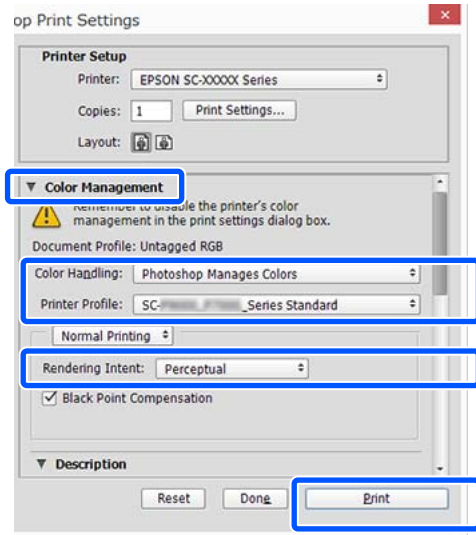 op Print Settings
Printer Setup
Printer: EPSON SC-XXXXX Series
Copies: 1 Print Settings...
Layout:
Color Management
Remember to disable the printer's color
management in the print settings dialog box.
Document Profile: Untagged RGB
Color Handling: Photoshop Manages Colors
Printer Profile: SC- _Series Standard
Normal Printing
Rendering Intent: Perceptual
Black Point Compensation
Description
Reset Done Print